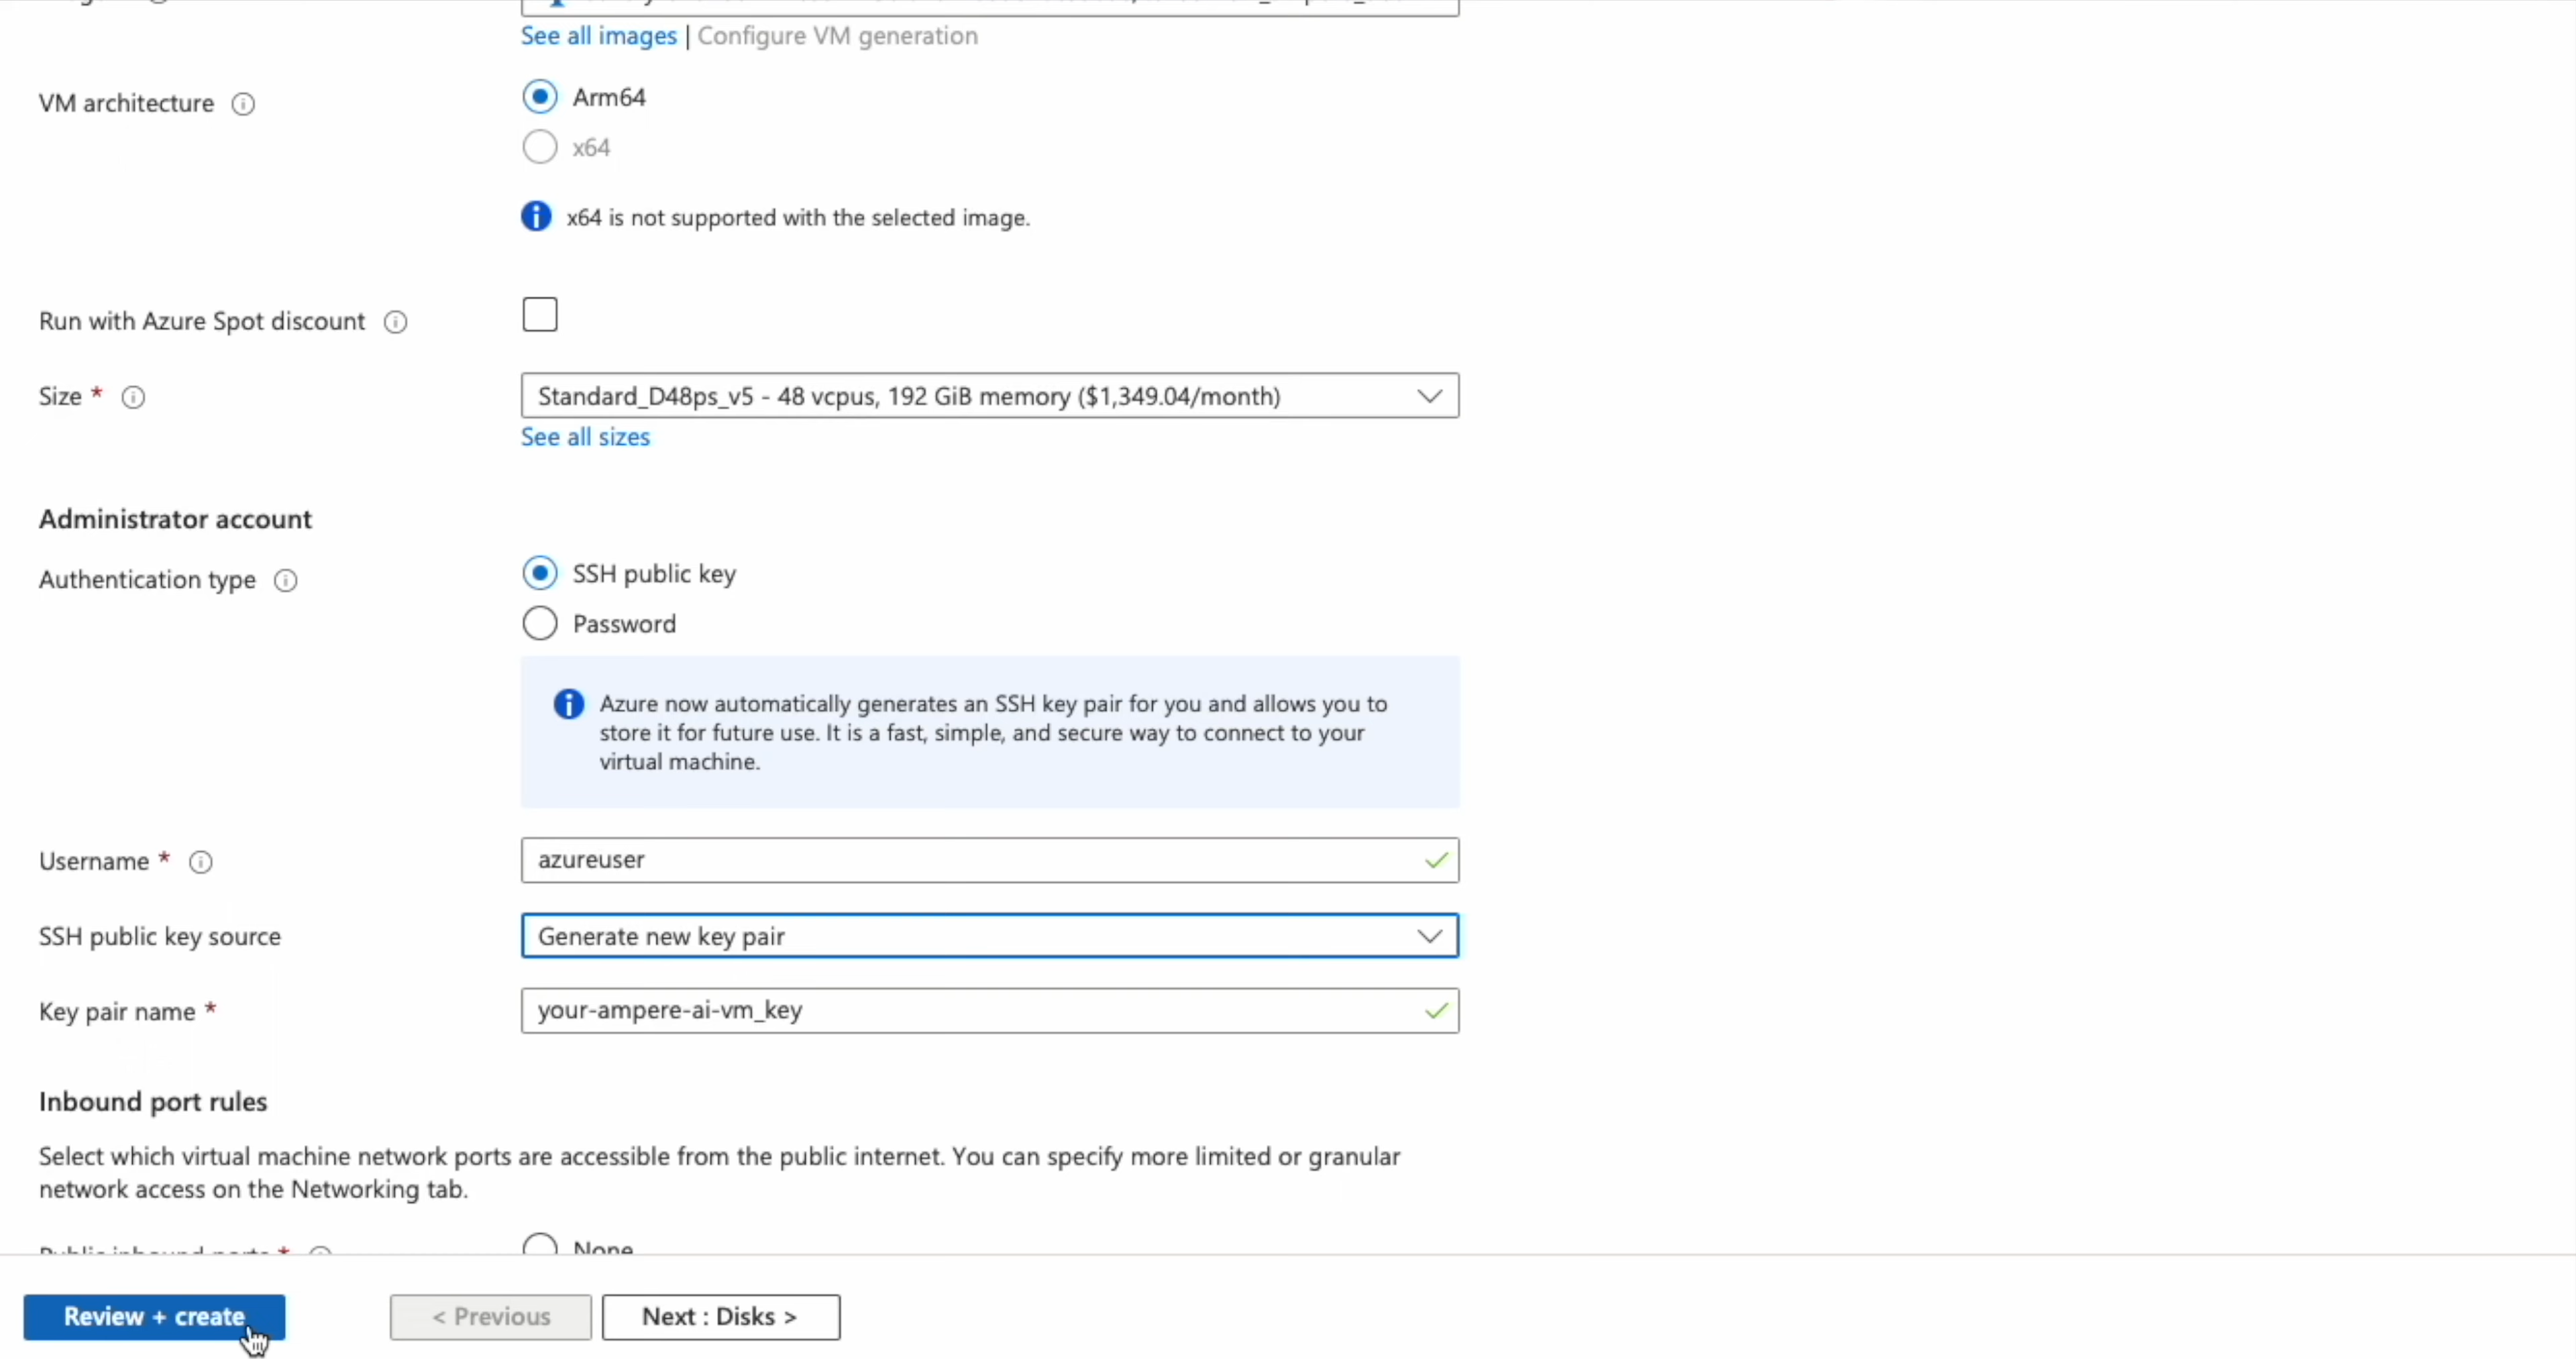 See all images | Configure VM generation
VM architecture
Arm64
x64
x64 is not supported with the selected image.
Run with Azure Spot discount
Size *
Standard_D48ps_v5 - 48 vcpus, 192 GiB memory ($1,349.04/month)
See all sizes
Administrator account
Authentication type
SSH public key
Password
Azure now automatically generates an SSH key pair for you and allows you to
store it for future use. It is a fast, simple, and secure way to connect to your
virtual machine.
Username *
azureuser
SSH public key source
Generate new key pair
Key pair name *
your-ampere-ai-vm_key
Inbound port rules
Select which virtual machine network ports are accessible from the public internet. You can specify more limited or granular
network access on the Networking tab.
Public inbound ports *
None
Review + create
< Previous
Next : Disks >